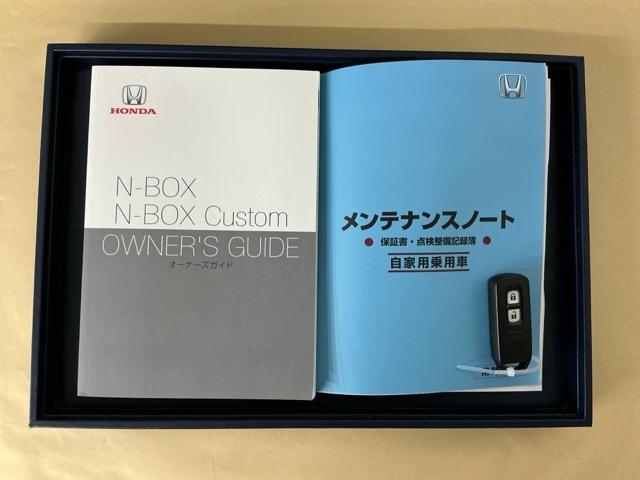 HONDA
N-BOX
N-BOX Custom
OWNER'S GUIDE
オーナーズガイド
メンテナンスノート
保証書・点検整備記録簿
自家用乗用車